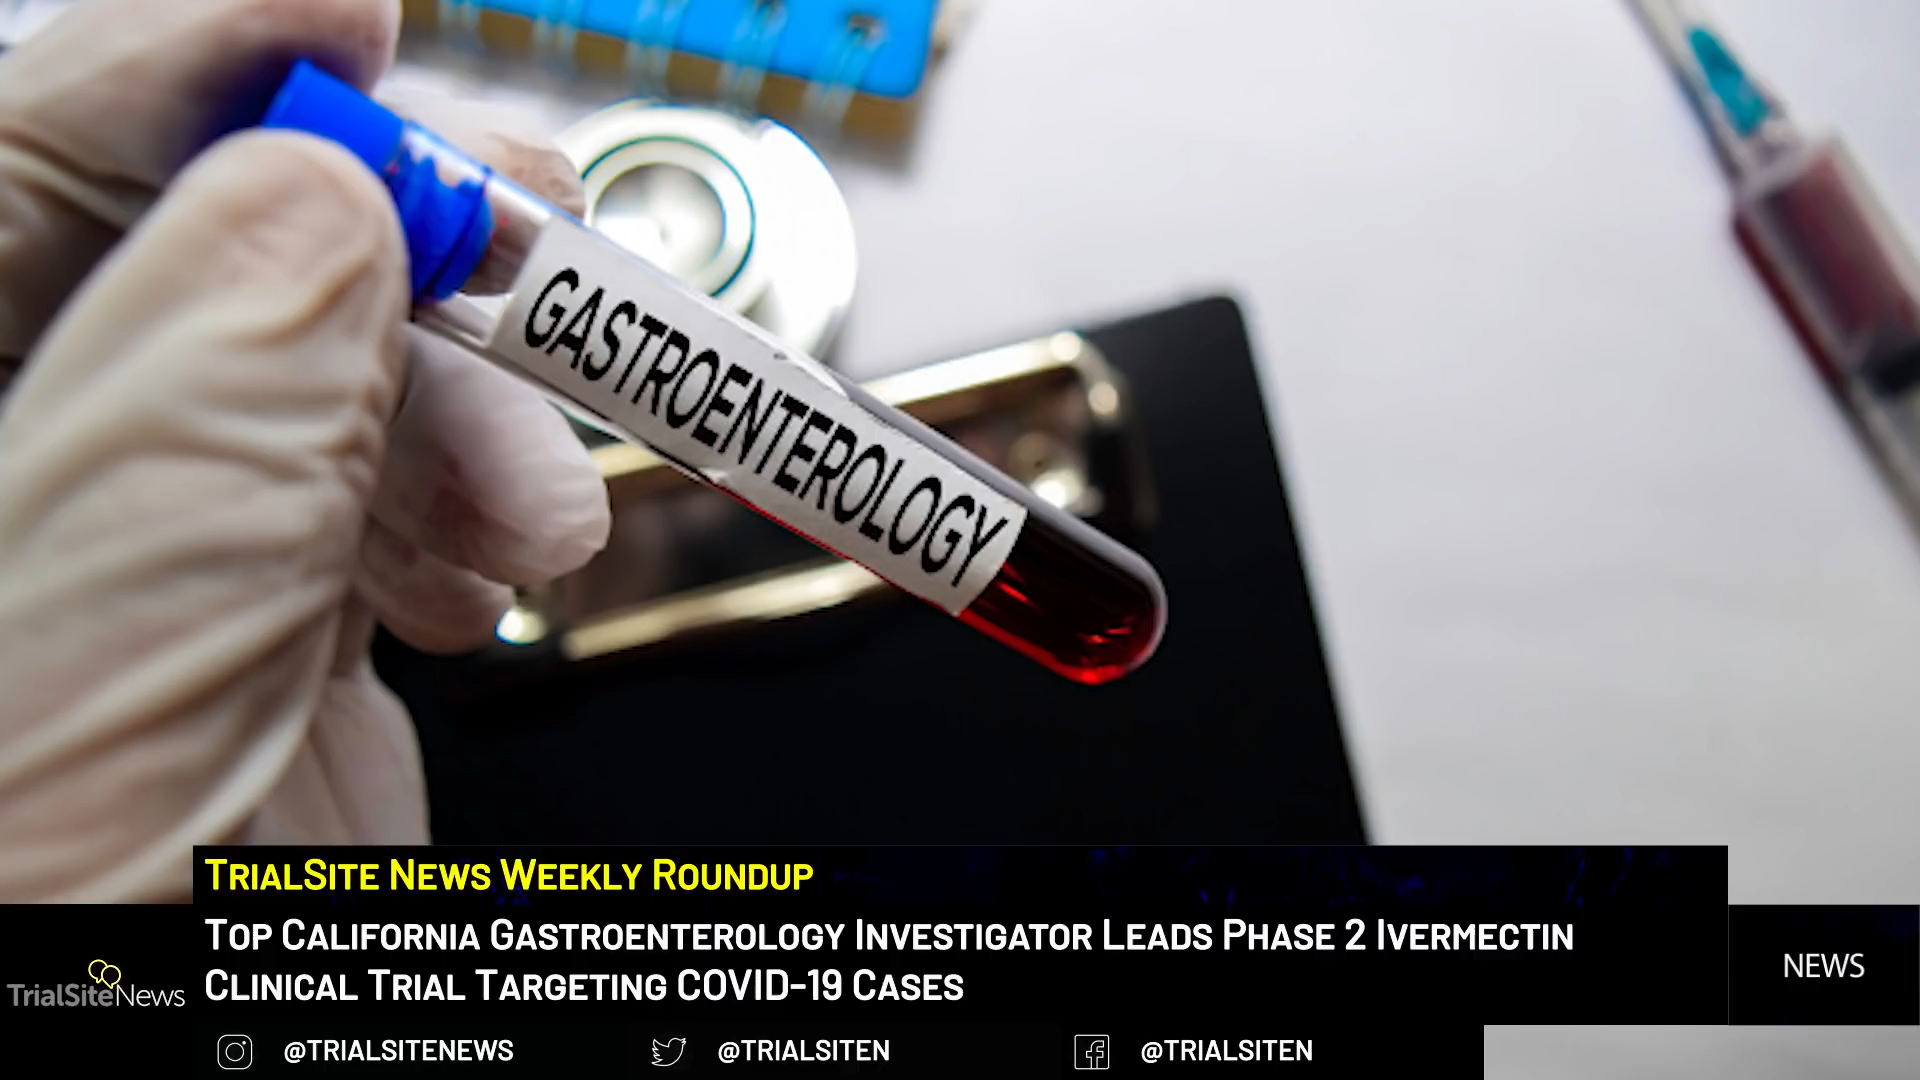 GASTROENTEROLOGY
TrialSite News Weekly Roundup
Top California Gastroenterology Investigator Leads Phase 2 Ivermectin
Clinical Trial Targeting COVID-19 Cases
TrialSiteNews
NEWS
@TRIALSITENEWS
@TRIALSITEN
@TRIALSITEN